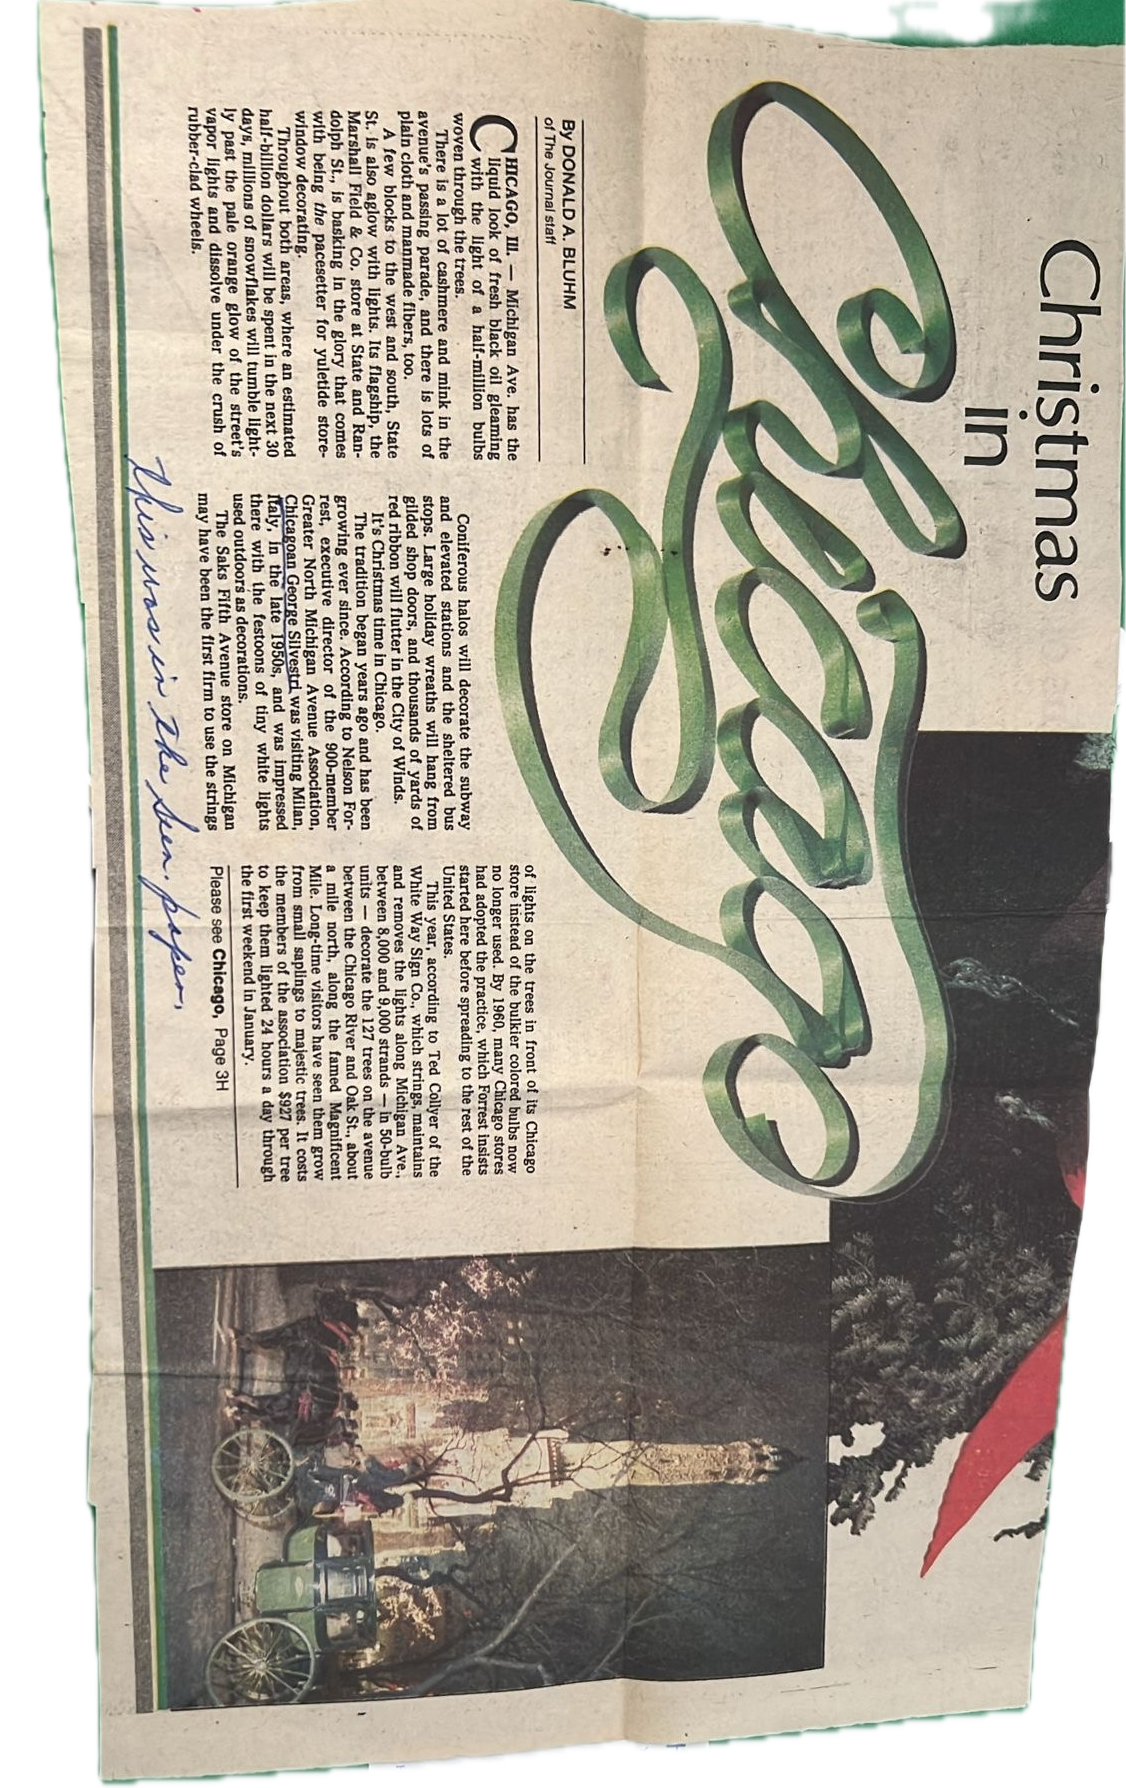 Christmas
in
Chicago
By DONALD A. BLUHM
of The Journal staff
CHICAGO, Ill. — Michigan Ave. has the
liquid look of fresh black oil gleaming
with the light of a half-million bulbs
woven through the trees.
There is a lot of cashmere and mink in the
avenue's passing parade, and there is lots of
plain cloth and manmade fibers, too.
A few blocks to the west and south, State
St. is also aglow with lights. Its flagship, the
Marshall Field & Co. store at State and Ran-
dolph St., is basking in the glory that comes
with being the pacesetter for yuletide store-
window decorating.
Throughout both areas, where an estimated
half-billion dollars will be spent in the next 30
days, millions of snowflakes will tumble light-
ly past the pale orange glow of the street's
vapor lights and dissolve under the crush of
rubber-clad wheels.
Coniferous halos will decorate the subway
and elevated stations and the sheltered bus
stops. Large holiday wreaths will hang from
gilded shop doors, and thousands of yards of
red ribbon will flutter in the City of Winds.
It's Christmas time in Chicago.
The tradition began years ago and has been
growing ever since. According to Nelson For-
rest, executive director of the 900-member
Greater North Michigan Avenue Association,
Chicagoan George Silvestri was visiting Milan,
Italy, in the late 1950s, and was impressed
there with the festoons of tiny white lights
used outdoors as decorations.
The Saks Fifth Avenue store on Michigan
may have been the first firm to use the strings
of lights on the trees in front of its Chicago
store instead of the bulkier colored bulbs now
no longer used. By 1960, many Chicago stores
had adopted the practice, which Forrest insists
started here before spreading to the rest of the
United States.
This year, according to Ted Collyer of the
White Way Sign Co., which strings, maintains
and removes the lights along Michigan Ave.,
between 8,000 and 9,000 strands — in 50-bulb
units — decorate the 127 trees on the avenue
between the Chicago River and Oak St., about
a mile north, along the famed Magnificent
Mile. Long-time visitors have seen them grow
from small saplings to majestic trees. It costs
the members of the association $927 per tree
to keep them lighted 24 hours a day through
the first weekend in January.
Please see Chicago, Page 3H
This was in the Sun. paper,